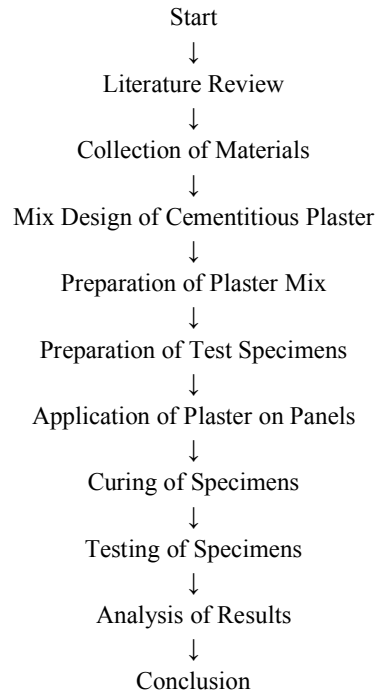 Start
↓
Literature Review
↓
Collection of Materials
↓
Mix Design of Cementitious Plaster
↓
Preparation of Plaster Mix
↓
Preparation of Test Specimens
↓
Application of Plaster on Panels
↓
Curing of Specimens
↓
Testing of Specimens
↓
Analysis of Results
↓
Conclusion